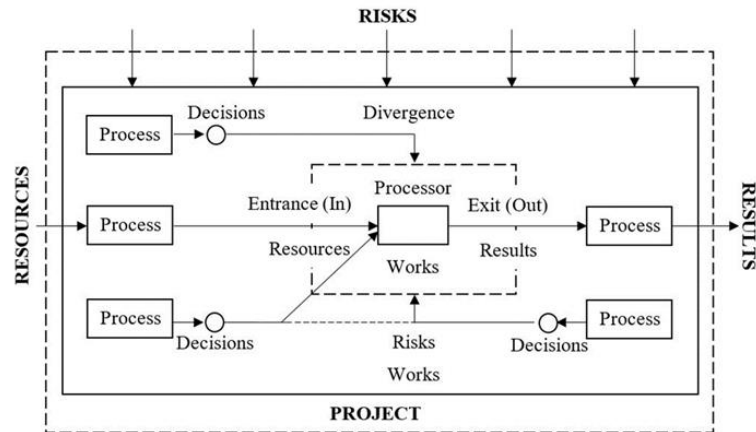 RISKS
Decisions
Divergence
Process
Processor
RESOURCES
Process
Entrance (In)
Exit (Out)
Process
RESULTS
Resources
Results
Works
Process
Decisions
Risks
Decisions
Process
Works
PROJECT